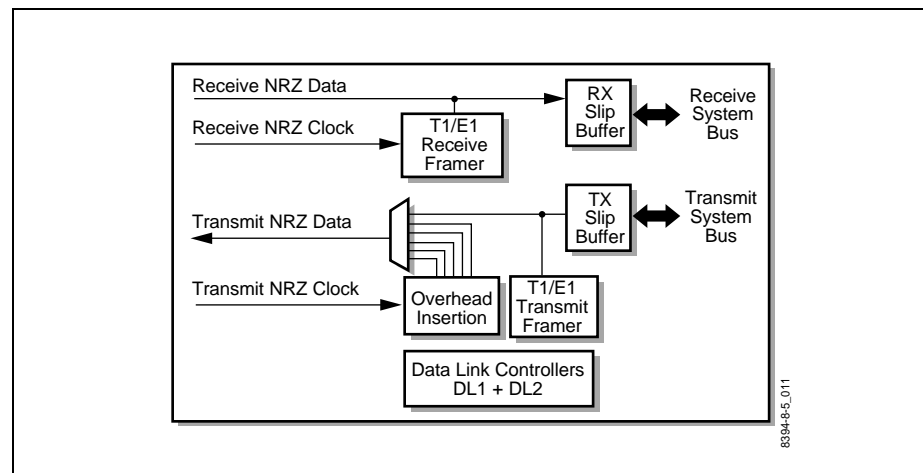 Receive NRZ Data
Receive NRZ Clock
T1/E1
Receive
Framer
RX
Slip
Buffer
Receive
System
Bus
Transmit NRZ Data
TX
Slip
Buffer
Transmit
System
Bus
Transmit NRZ Clock
Overhead
Insertion
T1/E1
Transmit
Framer
Data Link Controllers
DL1 + DL2
8394-8-5_011